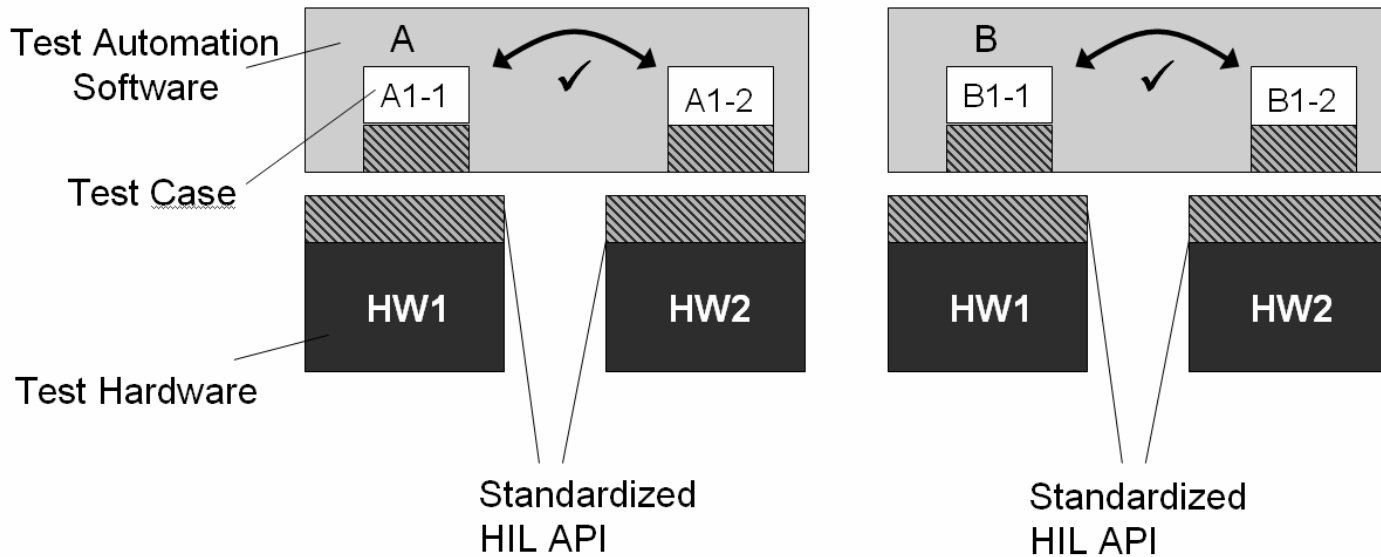 Test Automation
Software
A
B
A1-1
A1-2
B1-1
B1-2
Test Case
HW1
HW2
HW1
HW2
Test Hardware
Standardized
HIL API
Standardized
HIL API